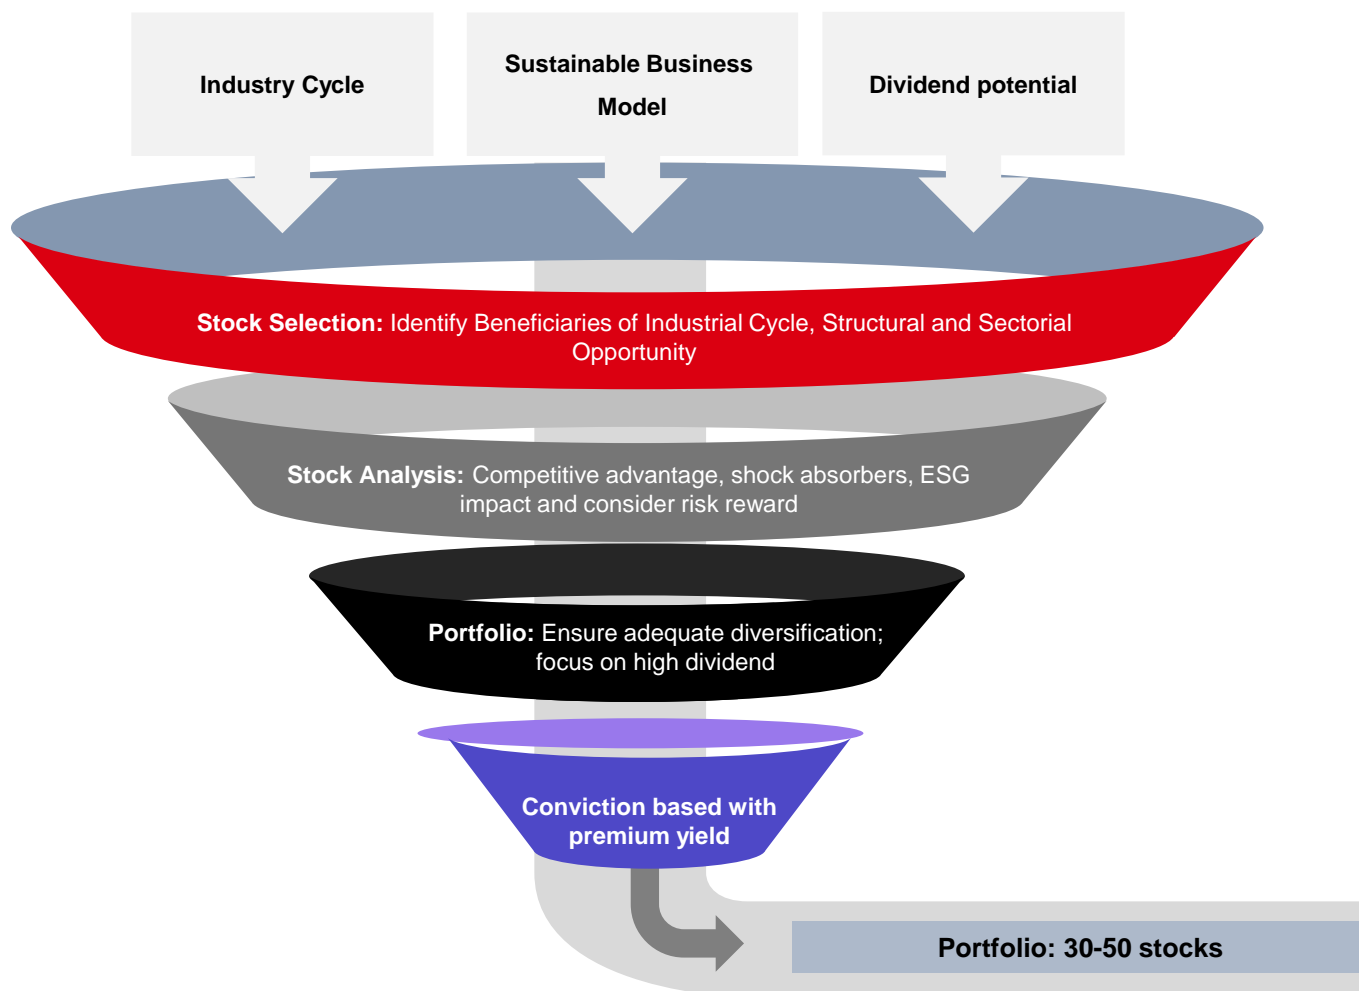 Industry Cycle
Sustainable Business
Model
Dividend potential
Stock Selection: Identify Beneficiaries of Industrial Cycle, Structural and Sectorial
Opportunity
Stock Analysis: Competitive advantage, shock absorbers, ESG
impact and consider risk reward
Portfolio: Ensure adequate diversification;
focus on high dividend
Conviction based with
premium yield
Portfolio: 30-50 stocks